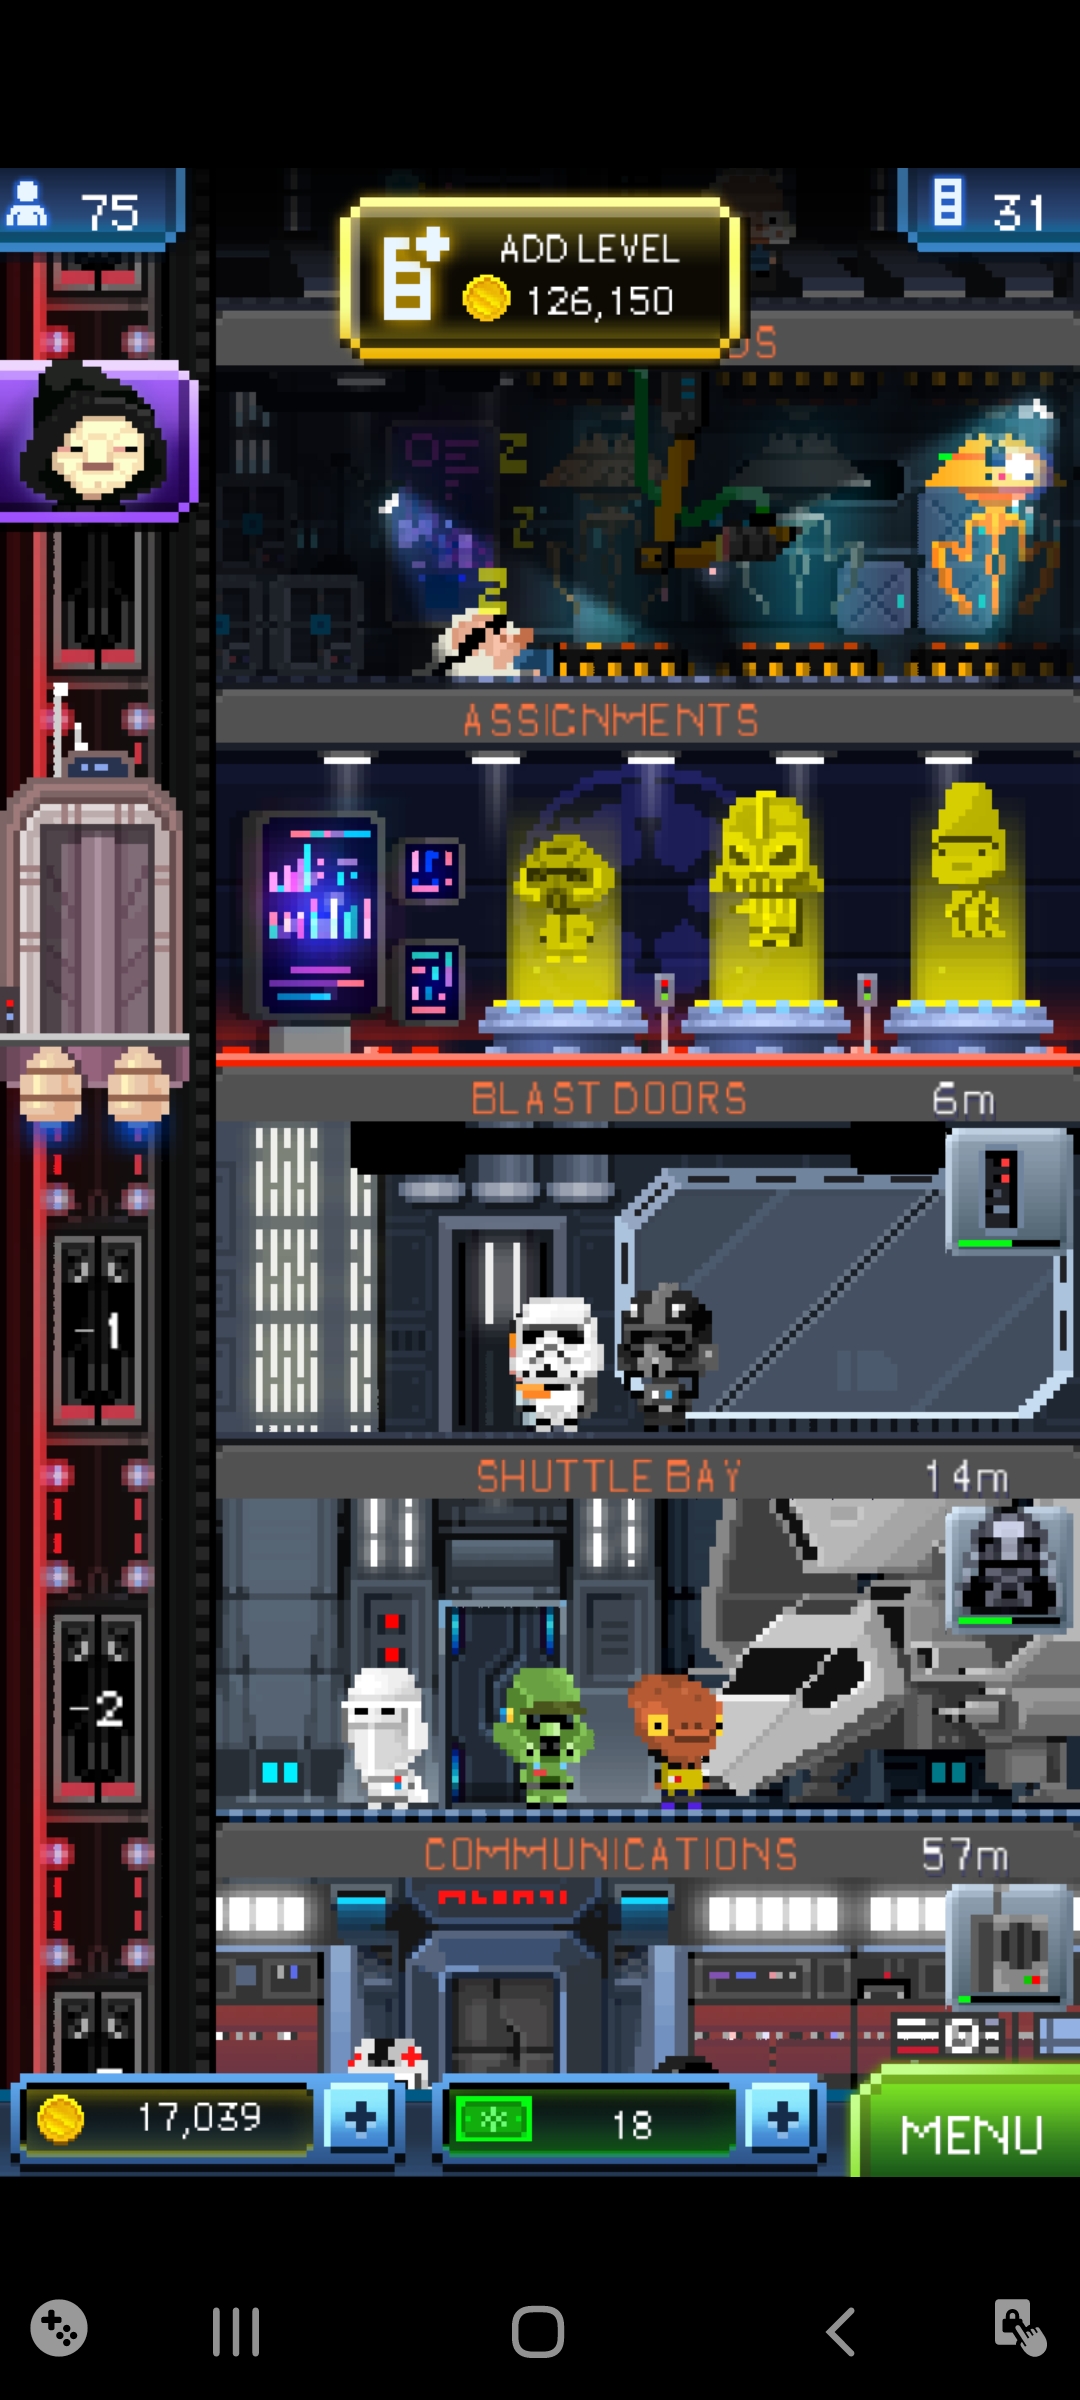 75
ADD LEVEL
126,150
31
DS
Z
Z
Z
ASSIGNMENTS
BLAST DOORS 6m
-1
SHUTTLE BAY 14m
-2
COMMUNICATIONS 57m
17,039
18
MENU